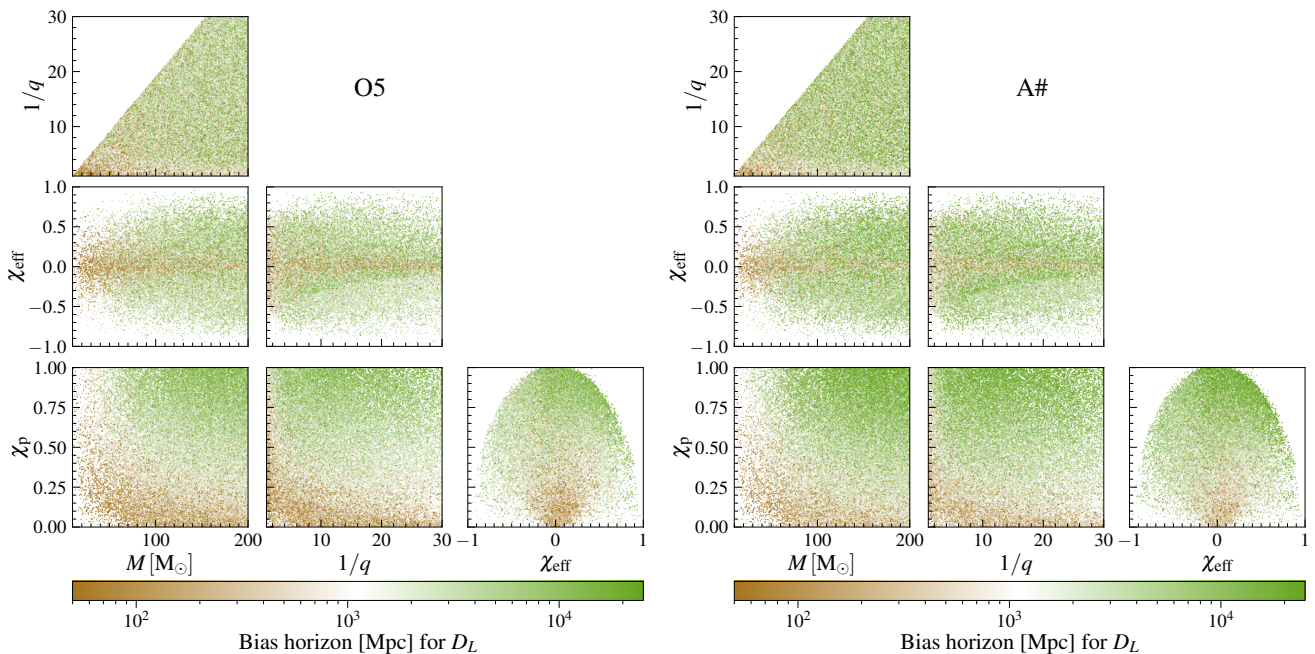 30
20
10
1/q
O5
1.0
0.5
0.0
−0.5
−1.0
χeff
1.00
0.75
0.50
0.25
0.00
χp
100 200
10 20 30
−1 0 1
M [M⊙]
1/q
χeff
10² 10³ 10⁴
Bias horizon [Mpc] for D_L
30
20
10
1/q
A#
1.0
0.5
0.0
−0.5
−1.0
χeff
1.00
0.75
0.50
0.25
0.00
χp
100 200
10 20 30
−1 0 1
M [M⊙]
1/q
χeff
10² 10³ 10⁴
Bias horizon [Mpc] for D_L